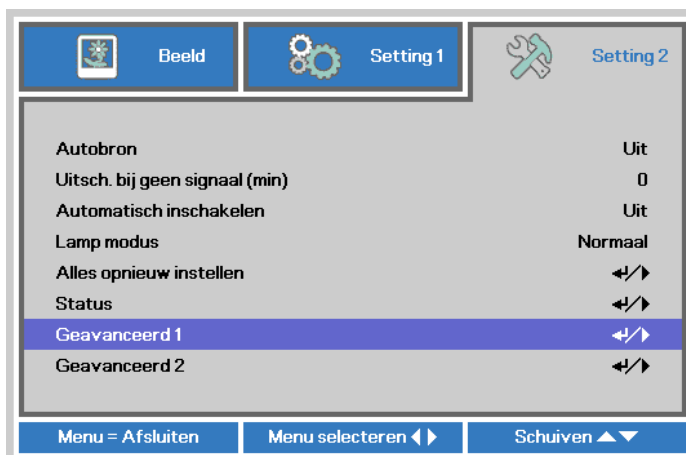 Beeld Setting 1 Setting 2
Autobron Uit
Uitsch. bij geen signaal (min) 0
Automatisch inschakelen Uit
Lamp modus Normaal
Alles opnieuw instellen ↵/▶
Status ↵/▶
Geavanceerd 1 ↵/▶
Geavanceerd 2 ↵/▶
Menu = Afsluiten Menu selecteren ◀ ▶ Schuiven ▲▼